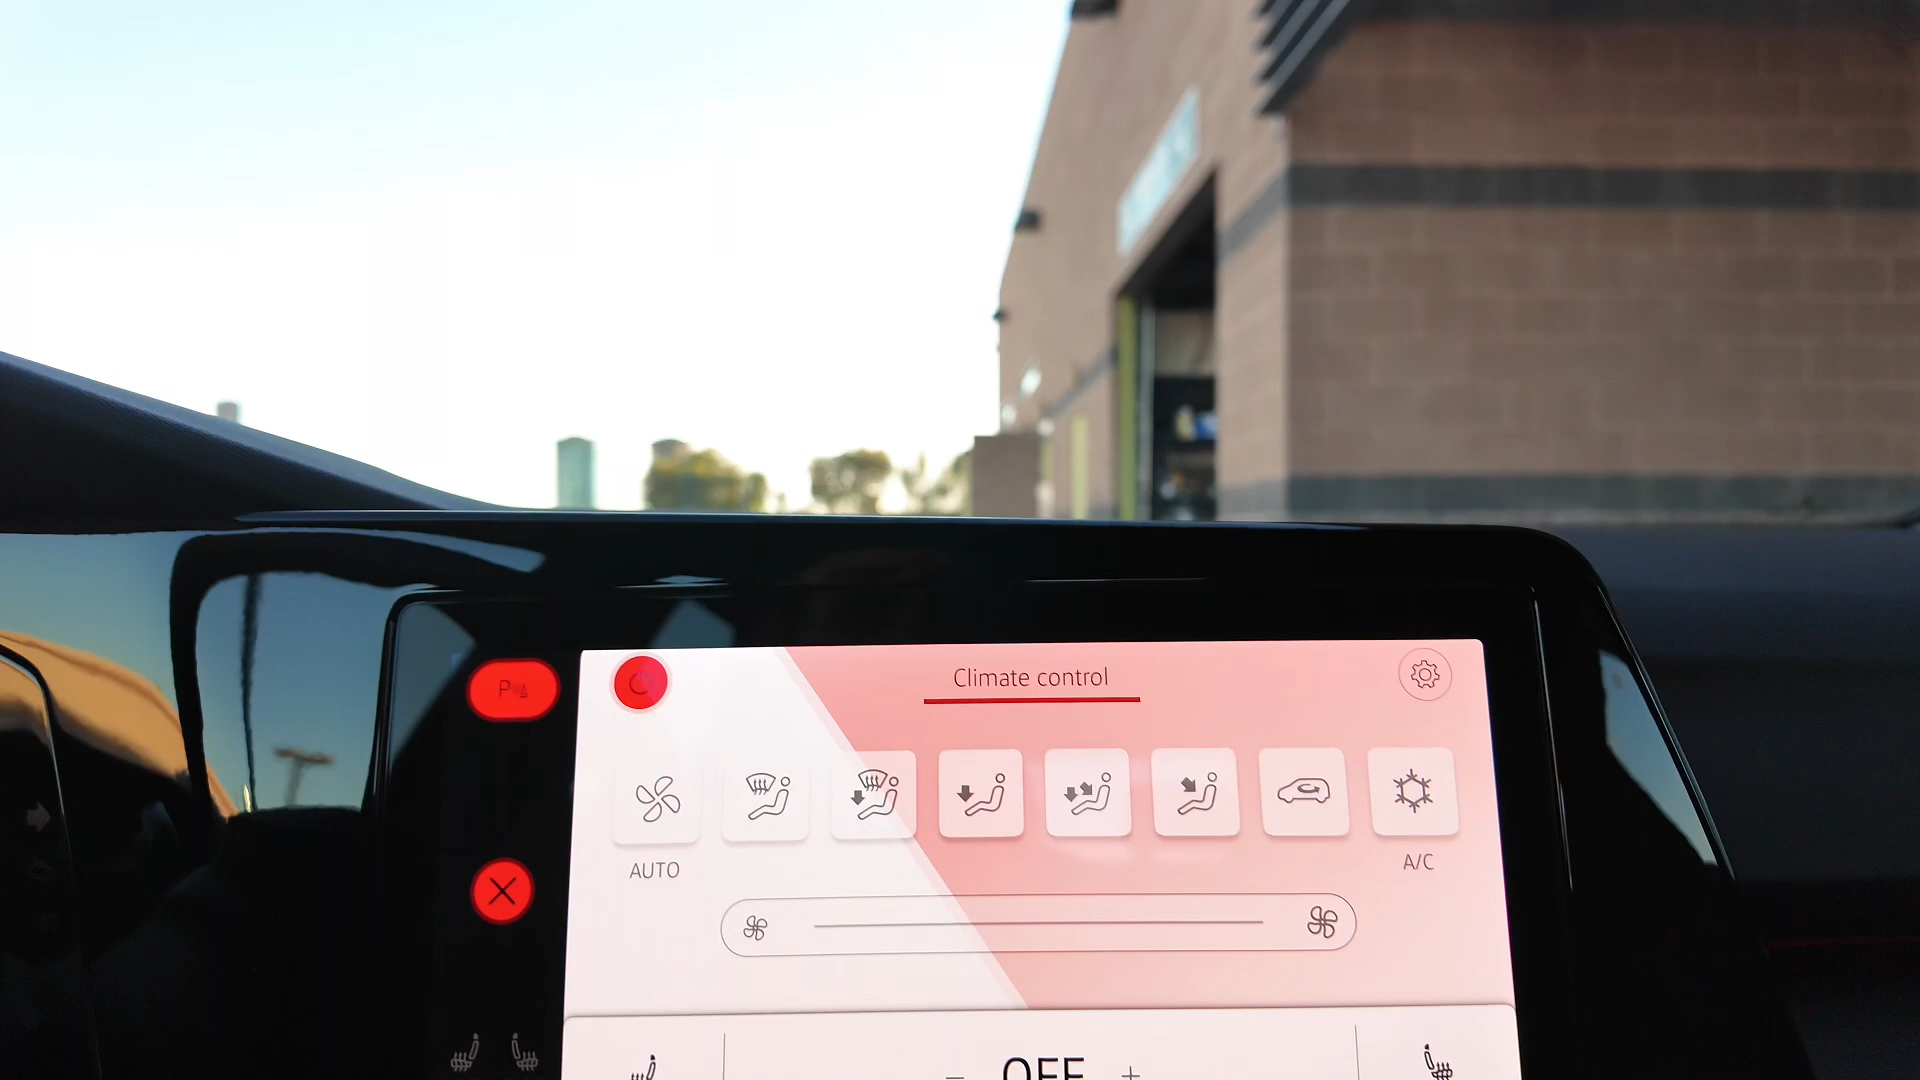 Climate control
AUTO
A/C
OFF
− +